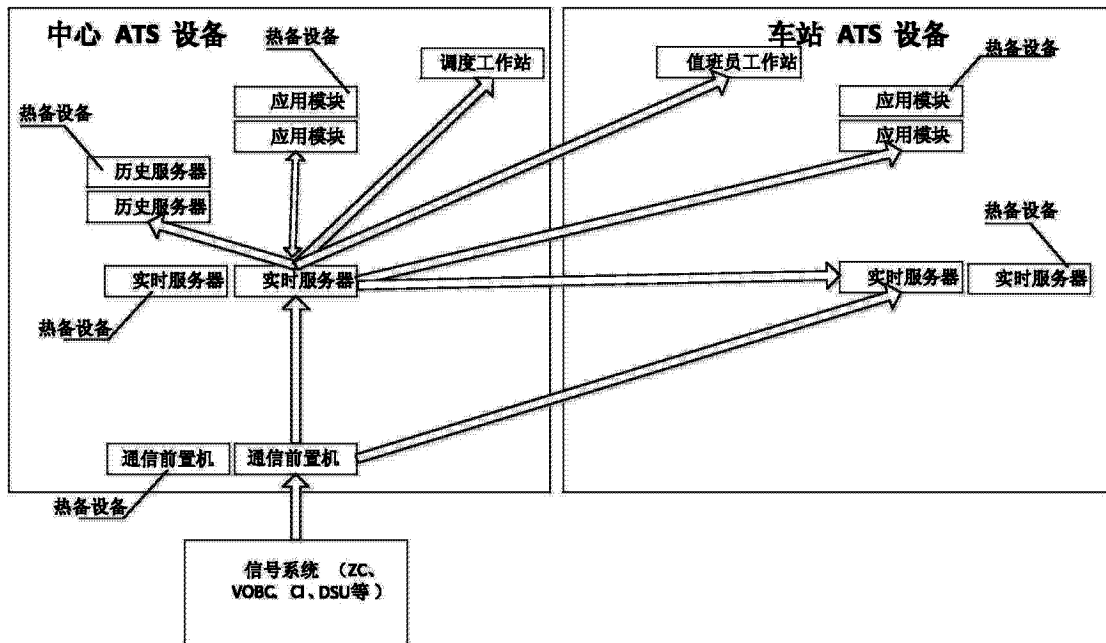 中心 ATS 设备
车站 ATS 设备
热备设备
热备设备
调度工作站
值班员工作站
应用模块
应用模块
应用模块
应用模块
热备设备
历史服务器
历史服务器
热备设备
实时服务器
实时服务器
实时服务器
实时服务器
热备设备
通信前置机
通信前置机
热备设备
信号系统 （ZC、
VOBC、CI、DSU等 ）